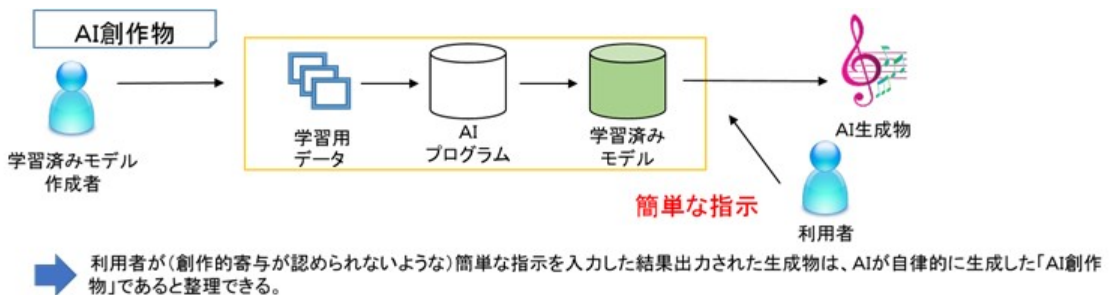 AI創作物
学習済みモデル
作成者
学習用
データ
AI
プログラム
学習済み
モデル
AI生成物
簡単な指示
利用者
利用者が(創作的寄与が認められないような)簡単な指示を入力した結果出力された生成物は、AIが自律的に生成した「AI創作
物」であると整理できる。